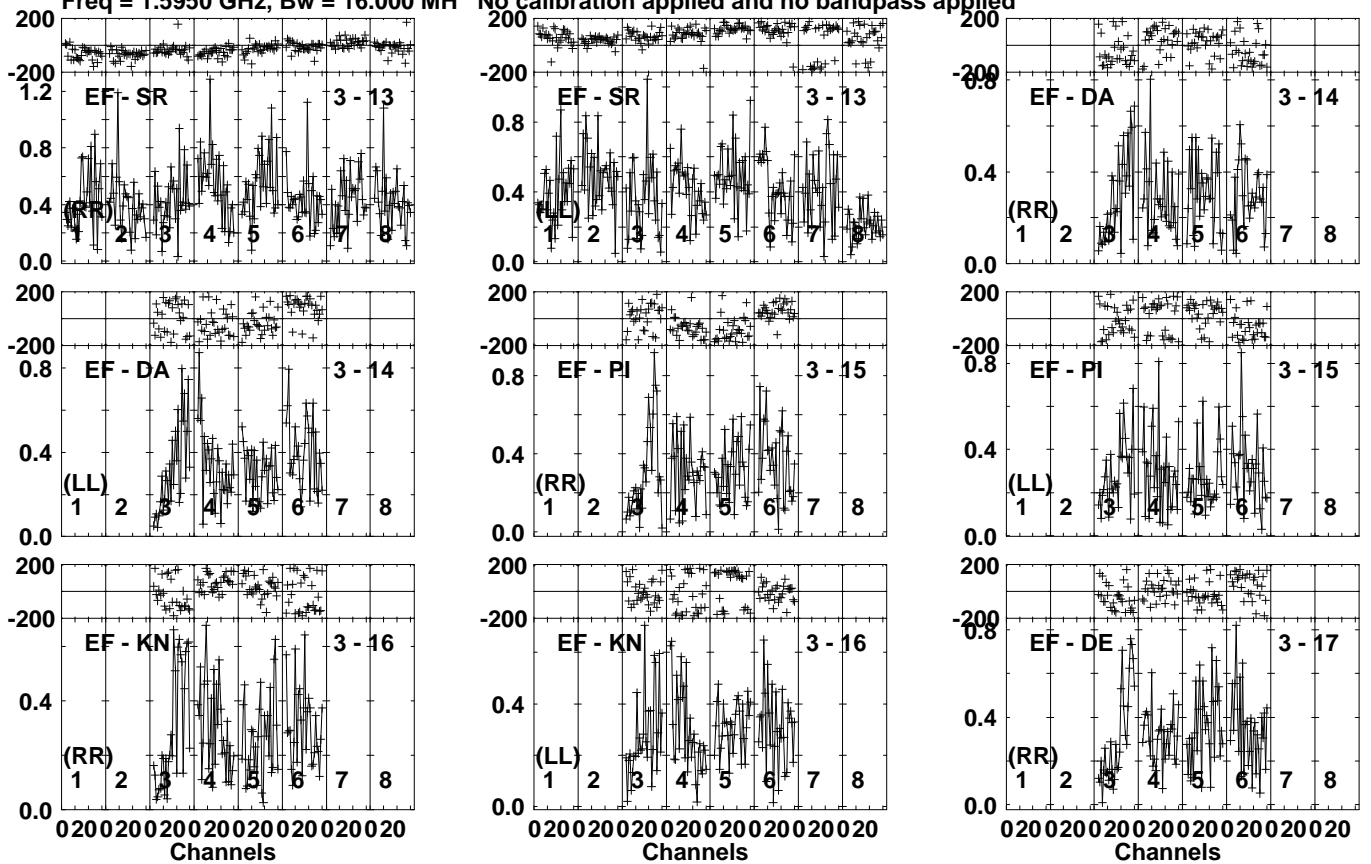 Freq = 1.5950 GHz, Bw = 16.000 MH No calibration applied and no bandpass applied
200
-200
1.2
0.8
0.4
0.0
EF - SR 3 - 13
(RR)
1 2 3 4 5 6 7 8
200
-200
0.8
0.4
0.0
EF - SR 3 - 13
(LL)
1 2 3 4 5 6 7 8
200
-200
0.8
0.4
0.0
EF - DA 3 - 14
(RR)
1 2 3 4 5 6 7 8
200
-200
0.8
0.4
0.0
EF - DA 3 - 14
(LL)
1 2 3 4 5 6 7 8
200
-200
0.8
0.4
0.0
EF - PI 3 - 15
(RR)
1 2 3 4 5 6 7 8
200
-200
0.8
0.4
0.0
EF - PI 3 - 15
(LL)
1 2 3 4 5 6 7 8
200
-200
0.4
0.0
EF - KN 3 - 16
(RR)
1 2 3 4 5 6 7 8
0 20 0 20 0 20 0 20 0 20 0 20 0 20 0 20
Channels
200
-200
0.4
0.0
EF - KN 3 - 16
(LL)
1 2 3 4 5 6 7 8
0 20 0 20 0 20 0 20 0 20 0 20 0 20 0 20
Channels
200
-200
0.8
0.4
0.0
EF - DE 3 - 17
(RR)
1 2 3 4 5 6 7 8
0 20 0 20 0 20 0 20 0 20 0 20 0 20 0 20
Channels